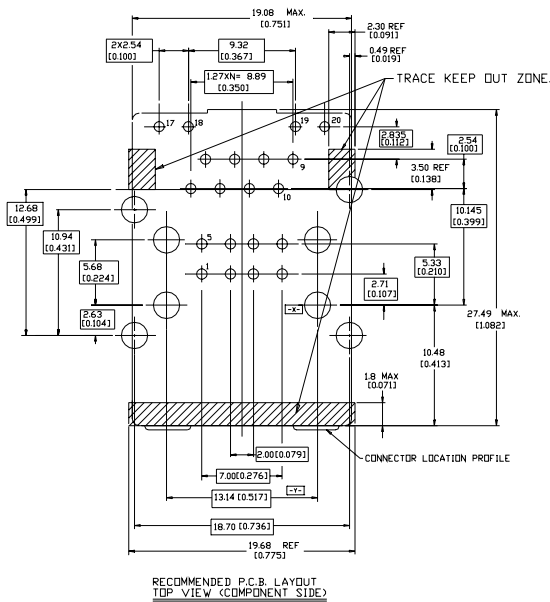 19.08 MAX.
[0.751]
2.30 REF
[0.091]
2X2.54
[0.100]
9.32
[0.367]
0.49 REF
[0.019]
1.27XN= 8.89
[0.350]
TRACE KEEP OUT ZONE.
17
18
19
20
2.835
[0.112]
2.54
[0.100]
9
3.50 REF
[0.138]
10
12.68
[0.499]
10.94
[0.431]
10.145
[0.399]
5
5.68
[0.224]
5.33
[0.210]
1
2.71
[0.107]
2.63
[0.104]
-X-
27.49 MAX.
[1.082]
10.48
[0.413]
1.8 MAX
[0.071]
2.00[0.079]
CONNECTOR LOCATION PROFILE
7.00[0.276]
13.14 [0.517]
-Y-
18.70 [0.736]
19.68 REF
[0.775]
RECOMMENDED P.C.B. LAYOUT
TOP VIEW (COMPONENT SIDE)